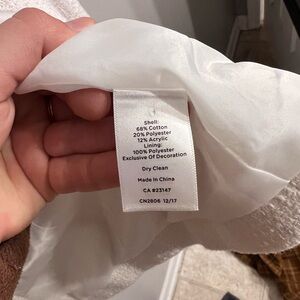 Shell:
68% Cotton
20% Polyester
12% Acrylic
Lining:
100% Polyester
Exclusive Of Decoration
Dry Clean
Made In China
CA #23147
CN2606 12/17